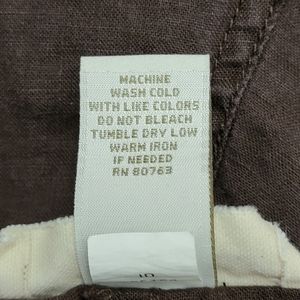 MACHINE
WASH COLD
WITH LIKE COLORS
DO NOT BLEACH
TUMBLE DRY LOW
WARM IRON
IF NEEDED
RN 80763